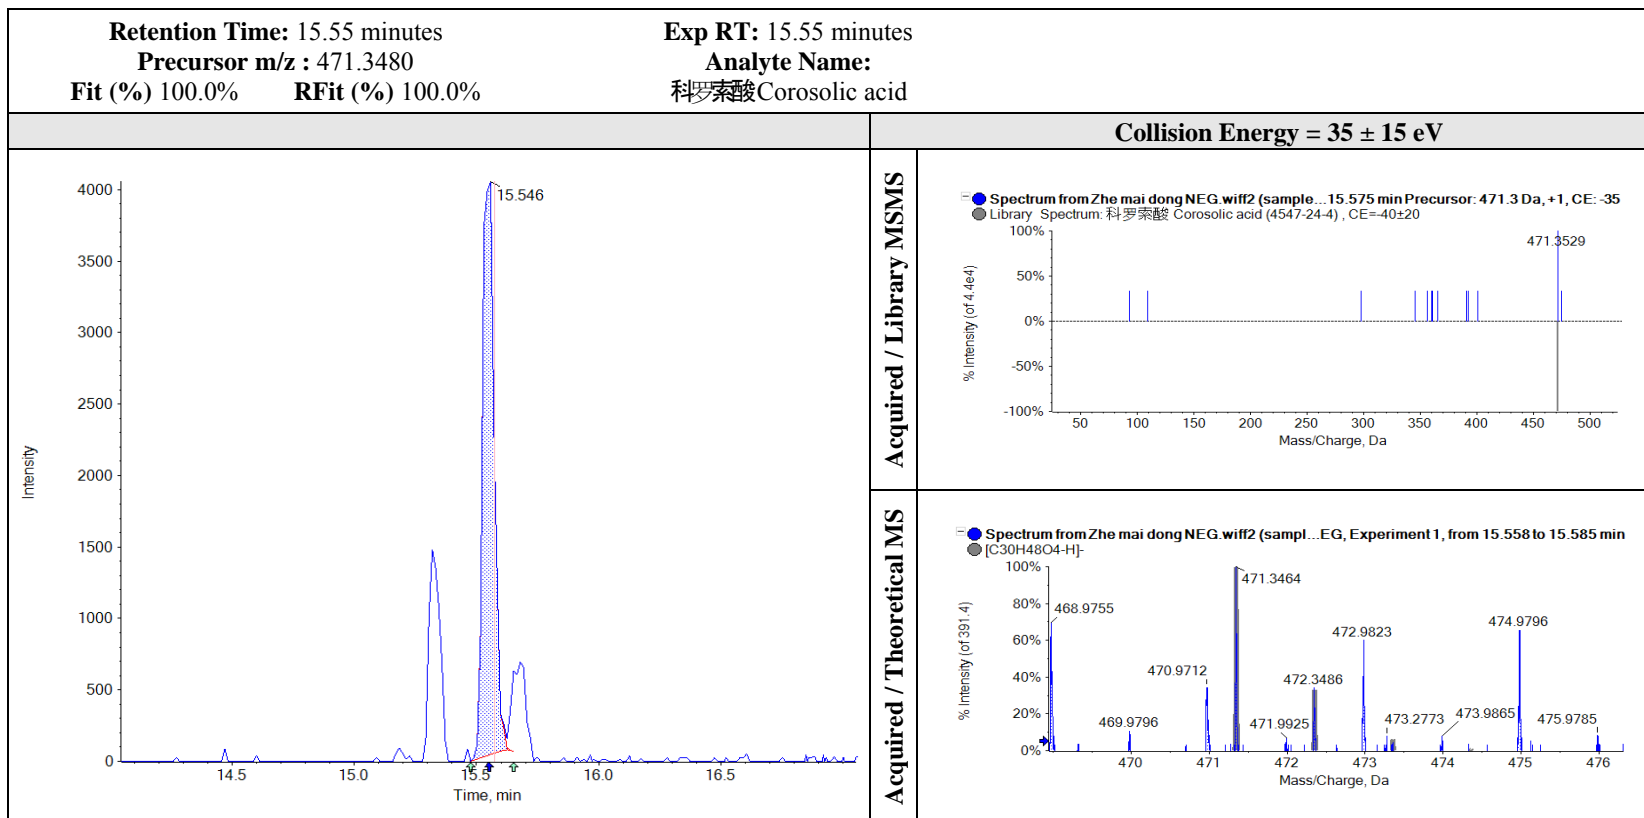 Retention Time: 15.55 minutes
Exp RT: 15.55 minutes
Precursor m/z : 471.3480
Analyte Name:
Fit (%) 100.0% RFit (%) 100.0%
科罗索酸Corosolic acid
Collision Energy = 35 ± 15 eV
Intensity
4000
3500
3000
2500
2000
1500
1000
500
0
15.546
14.5 15.0 15.5 16.0 16.5
Time, min
Acquired / Library MSMS
Spectrum from Zhe mai dong NEG.wiff2 (sample...15.575 min Precursor: 471.3 Da, +1, CE: -35
Library Spectrum: 科罗索酸 Corosolic acid (4547-24-4) , CE=-40±20
% Intensity (of 4.4e4)
100%
50%
0%
-50%
-100%
471.3529
50 100 150 200 250 300 350 400 450 500
Mass/Charge, Da
Acquired / Theoretical MS
Spectrum from Zhe mai dong NEG.wiff2 (sampl...EG, Experiment 1, from 15.558 to 15.585 min
[C30H48O4-H]-
% Intensity (of 391.4)
100%
80%
60%
40%
20%
0%
468.9755
469.9796
470.9712
471.3464
471.9925
472.3486
472.9823
473.2773
473.9865
474.9796
475.9785
470 471 472 473 474 475 476
Mass/Charge, Da